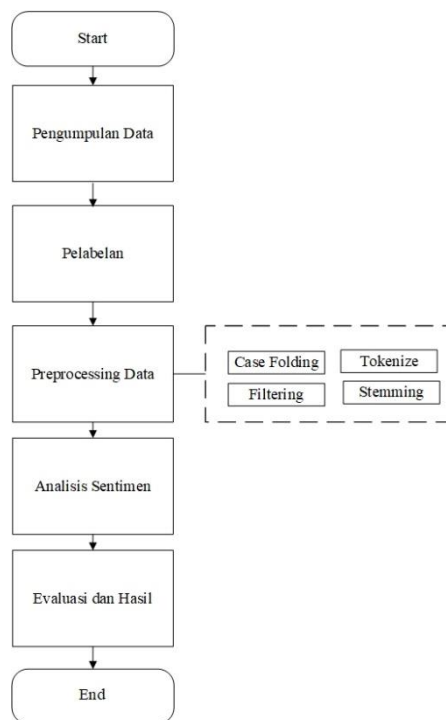 Start
Pengumpulan Data
Pelabelan
Preprocessing Data
Case Folding
Tokenize
Filtering
Stemming
Analisis Sentimen
Evaluasi dan Hasil
End